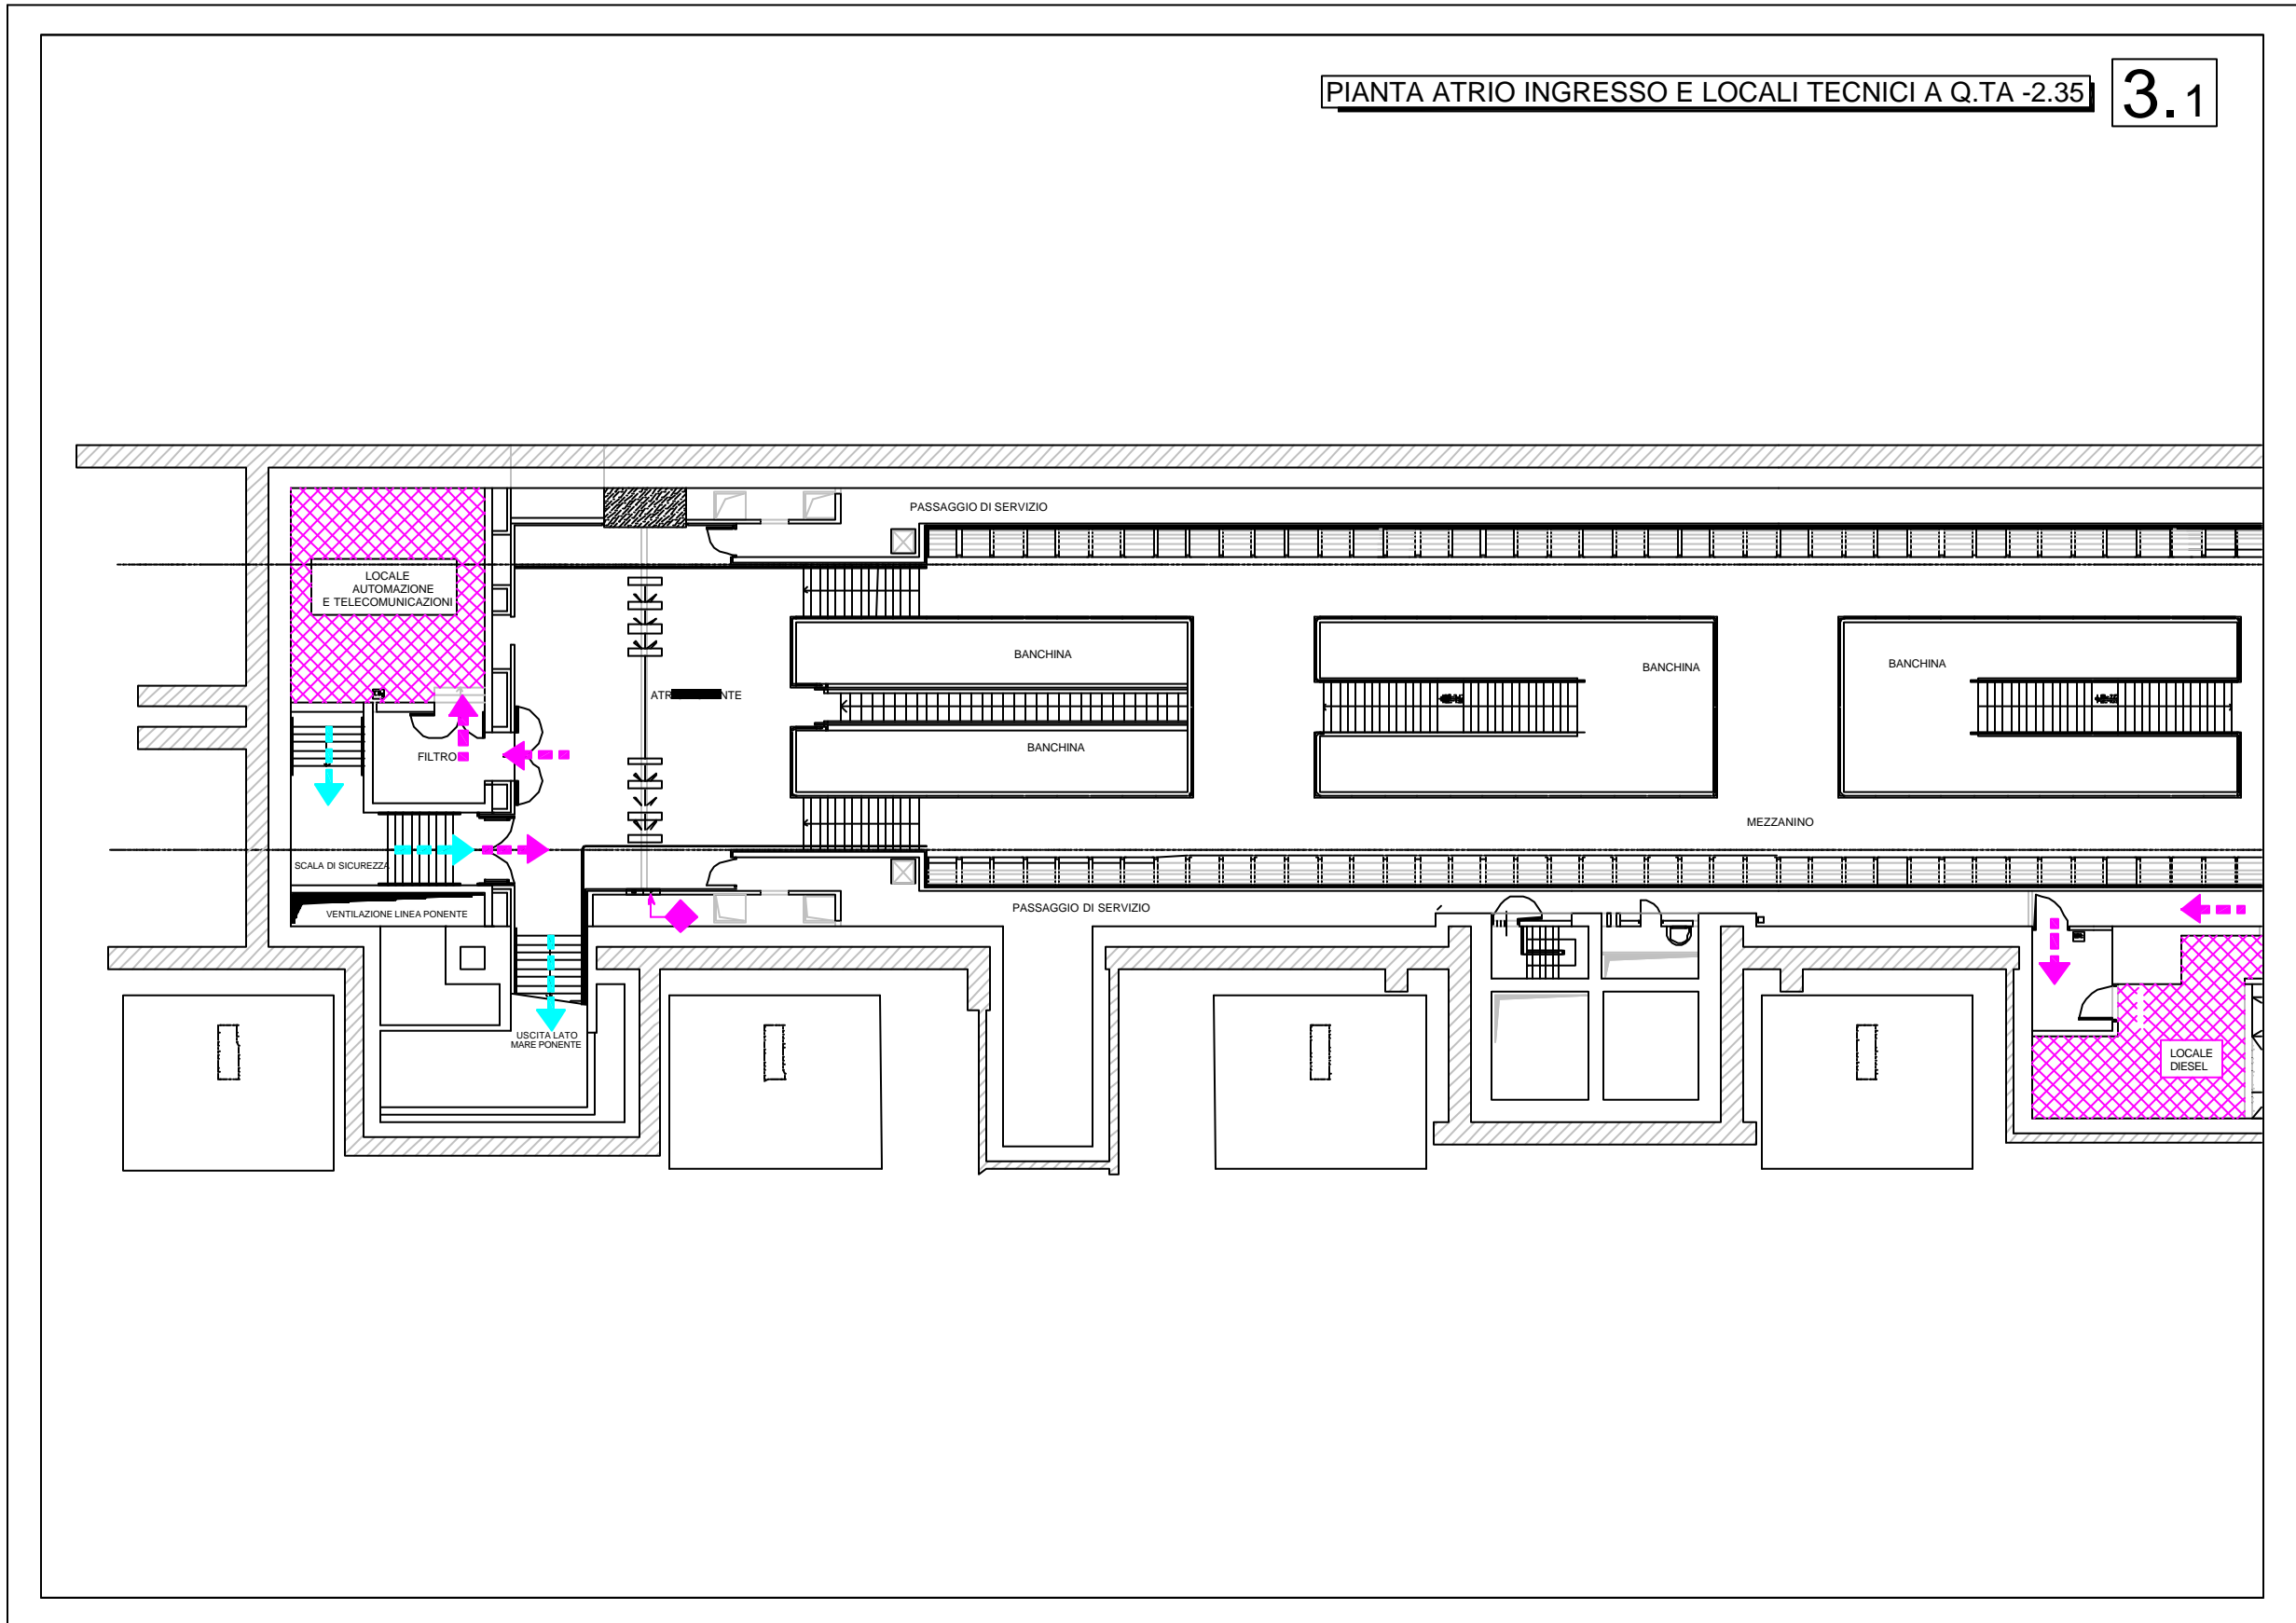 PIANTA ATRIO INGRESSO E LOCALI TECNICI A Q.TA -2.35
3.1
PASSAGGIO DI SERVIZIO
LOCALE
AUTOMAZIONE
E TELECOMUNICAZIONI
BANCHINA
BANCHINA
BANCHINA
FILTRO
BANCHINA
MEZZANINO
SCALA DI SICUREZZA
VENTILAZIONE LINEA PONENTE
PASSAGGIO DI SERVIZIO
USCITA LATO
MARE PONENTE
LOCALE
DIESEL